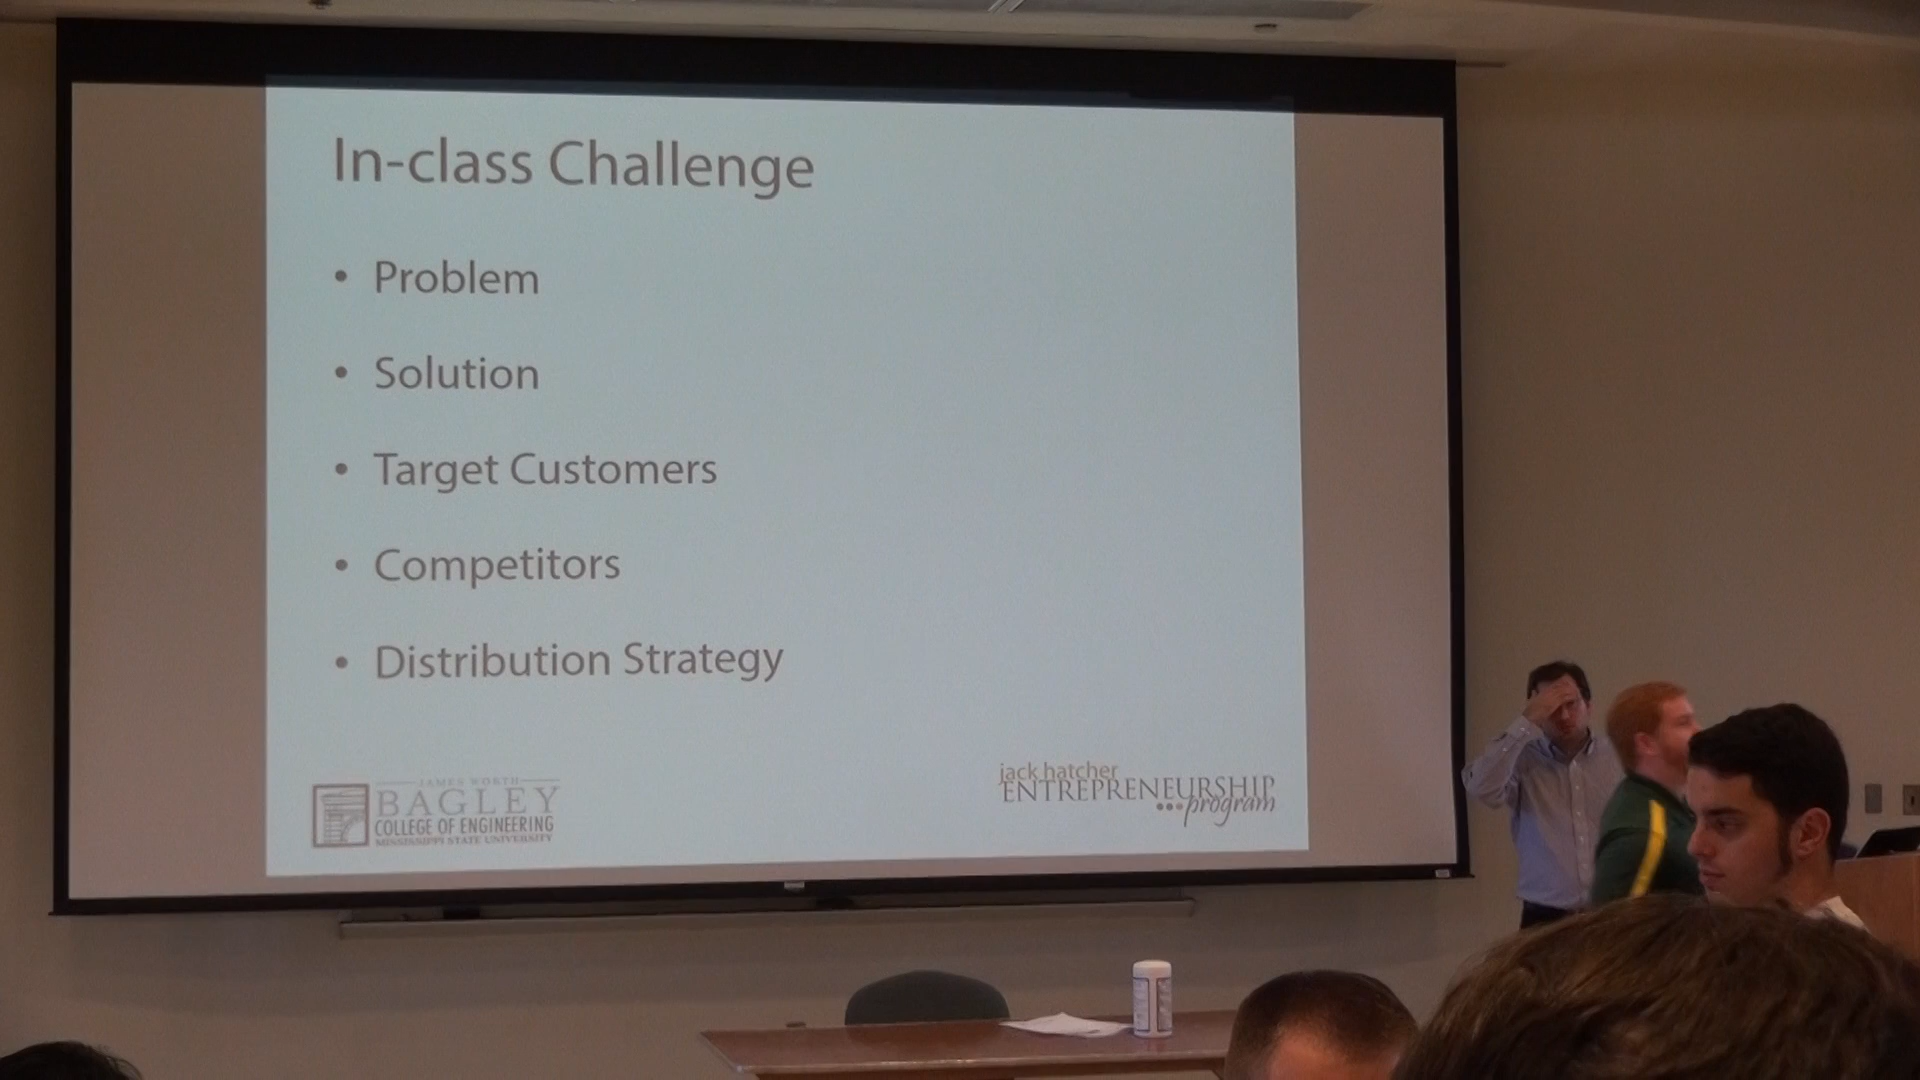 In-class Challenge
• Problem
• Solution
• Target Customers
• Competitors
• Distribution Strategy
JAMES WORTH
BAGLEY
COLLEGE OF ENGINEERING
MISSISSIPPI STATE UNIVERSITY
jack hatcher
ENTREPRENEURSHIP
•••program